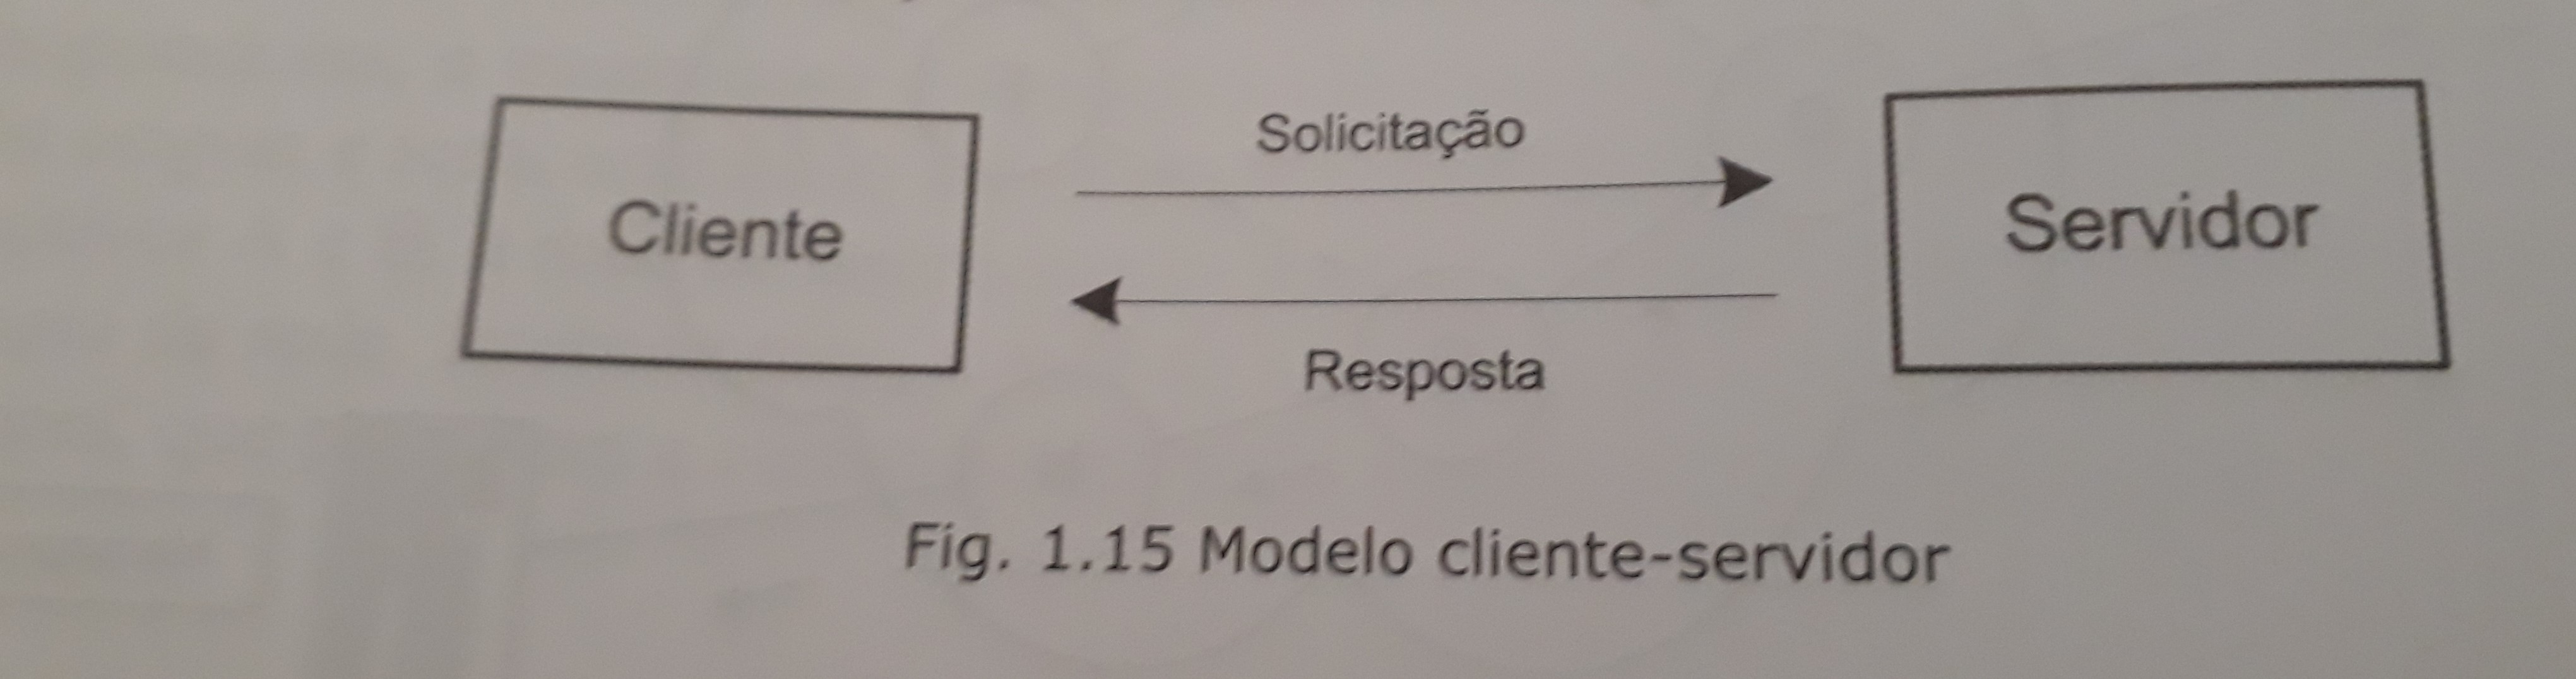 Solicitação
Cliente
Servidor
Resposta
Fig. 1.15 Modelo cliente-servidor